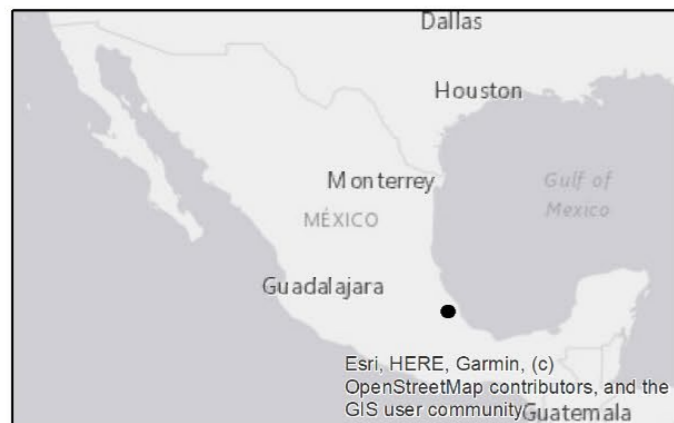 Dallas
Houston
Monterrey
Gulf of
Mexico
MÉXICO
Guadalajara
Esri, HERE, Garmin, (c)
OpenStreetMap contributors, and the
GIS user community
Guatemala